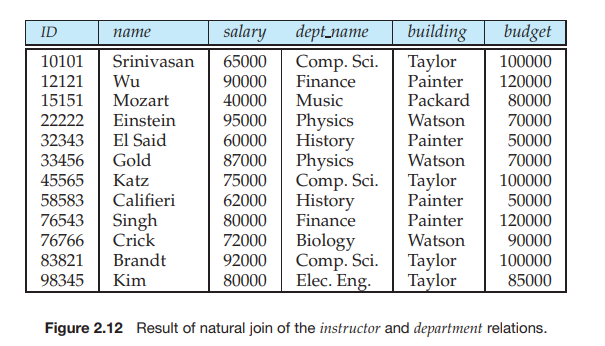 ID name salary dept_name building budget
10101 Srinivasan 65000 Comp. Sci. Taylor 100000
12121 Wu 90000 Finance Painter 120000
15151 Mozart 40000 Music Packard 80000
22222 Einstein 95000 Physics Watson 70000
32343 El Said 60000 History Painter 50000
33456 Gold 87000 Physics Watson 70000
45565 Katz 75000 Comp. Sci. Taylor 100000
58583 Califieri 62000 History Painter 50000
76543 Singh 80000 Finance Painter 120000
76766 Crick 72000 Biology Watson 90000
83821 Brandt 92000 Comp. Sci. Taylor 100000
98345 Kim 80000 Elec. Eng. Taylor 85000
Figure 2.12 Result of natural join of the instructor and department relations.